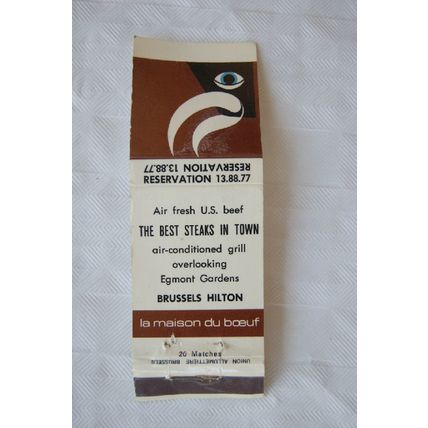 RESERVATION 13.88.77
RESERVATION 13.88.77
Air fresh U.S. beef
THE BEST STEAKS IN TOWN
air-conditioned grill
overlooking
Egmont Gardens
BRUSSELS HILTON
la maison du bœuf
20 Matches
UNION ALLUMETTIERE BRUSSELS